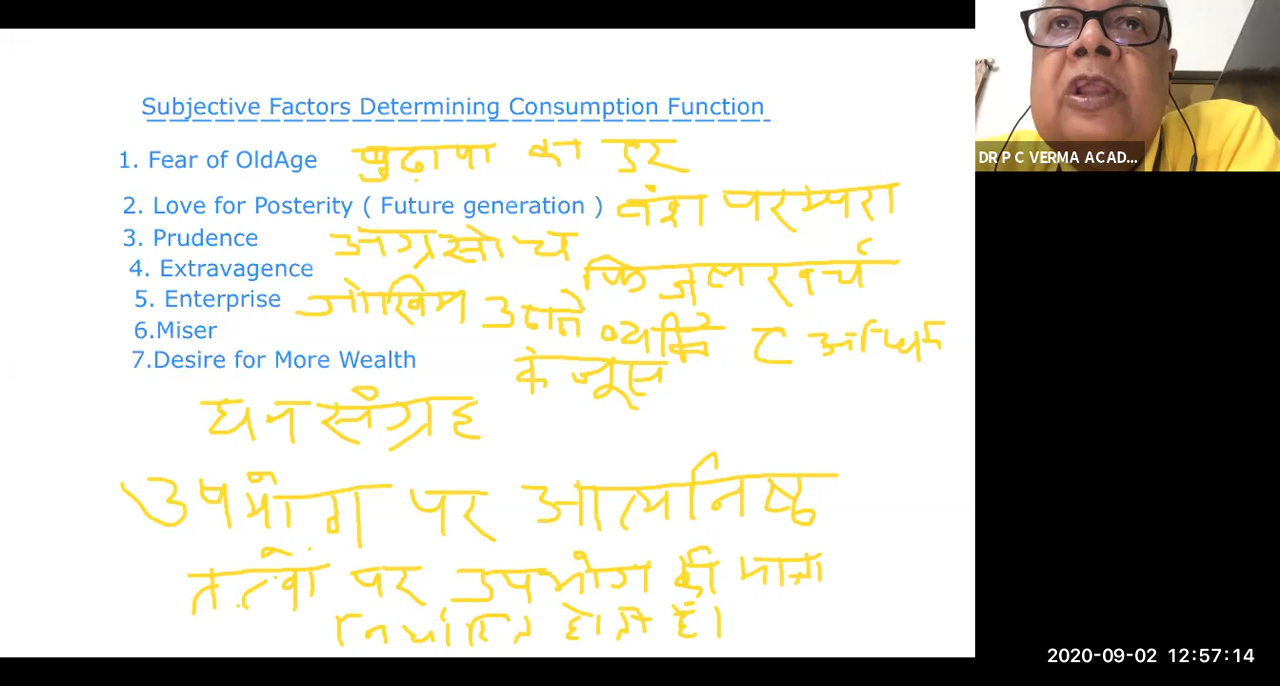 Subjective Factors Determining Consumption Function
1. Fear of OldAge बुढ़ापा का डर
2. Love for Posterity ( Future generation ) वंश परम्परा
3. Prudence अग्रसोच
4. Extravagence फिजूलखर्च
5. Enterprise जोखिम उठाने
6.Miser व्यक्ति
7.Desire for More Wealth कंजूस
धन संग्रह
उपभोग पर आत्मनिष्ठ
तत्वों पर उपभोग की मात्रा
निर्धारित होती है।
DR P C VERMA ACAD...
2020-09-02 12:57:14